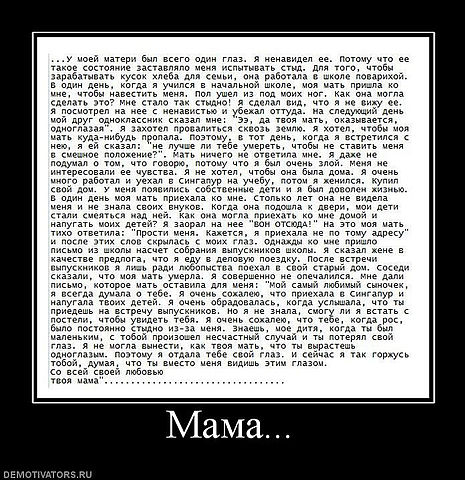 ...У моей матери был всего один глаз. Я ненавидел ее. Потому что ее
такое состояние заставляло меня испытывать стыд. Для того, чтобы
зарабатывать кусок хлеба для семьи, она работала в школе поварихой.
В один день, когда я учился в начальной школе, моя мать пришла ко
мне, чтобы навестить меня. Пол ушел из под моих ног. Как она могла
сделать это? Мне стало так стыдно! Я сделал вид, что я не вижу ее.
Я посмотрел на нее с ненавистью и убежал оттуда. На следующий день
мой друг одноклассник сказал мне: "Ээ, да твоя мать, оказывается,
одноглазая". Я захотел провалиться сквозь землю. Я хотел, чтобы моя
мать куда-нибудь пропала. Поэтому, в тот день, когда я встретился с
нею, я ей сказал: "не лучше ли тебе умереть, чтобы не ставить меня
в смешное положение?". Мать ничего не ответила мне. Я даже не
подумал о том, что говорю, потому что я был очень злой. Меня не
интересовали ее чувства. Я не хотел, чтобы она была дома. Я очень
много работал и уехал в Сингапур на учебу, потом я женился. Купил
свой дом. У меня появились собственные дети и я был доволен жизнью.
В один день моя мать приехала ко мне. Столько лет она не видела
меня и не знала своих внуков. Когда она подошла к двери, мои дети
стали смеяться над ней. Как она могла приехать ко мне домой и
напугать моих детей? Я заорал на нее "ВОН ОТСЮДА!" На это моя мать
тихо ответила: "Прости меня. Кажется, я приехала не по тому адресу"
и после этих слов скрылась с моих глаз. Однажды ко мне пришло
письмо из школы насчет собрания выпускников школы. Я сказал жене в
качестве предлога, что я еду в деловую поездку. После встречи
выпускников я лишь ради любопытства поехал в свой старый дом. Соседи
сказали, что моя мать умерла. Я совершенно не опечалился. Мне дали
письмо, которое мать оставила для меня: "Мой самый любимый сыночек,
я всегда думала о тебе. Я очень сожалею, что приехала в Сингапур и
напугала твоих детей. Я очень обрадовалась, когда услышала, что ты
приедешь на встречу выпускников. Но я не знала, смогу ли я встать с
постели, чтобы увидеть тебя. Я очень сожалею, что тебе, когда рос,
было постоянно стыдно из-за меня. Знаешь, мое дитя, когда ты был
маленьким, с тобой произошел несчастный случай и ты потерял свой
глаз. Я не могла вынести, как твоя мать, что ты вырастешь
одноглазым. Поэтому я отдала тебе свой глаз. И сейчас я так горжусь
тобой, думая, что ты вместо меня видишь этим глазом.
Со всей своей любовью
твоя мама"..................................
Мама...
DEMOTIVATORS.RU